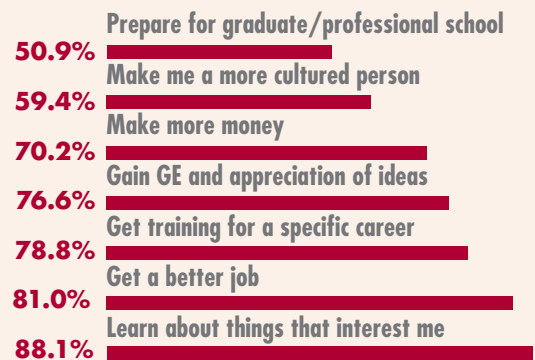 Prepare for graduate/professional school
50.9%
Make me a more cultured person
59.4%
Make more money
70.2%
Gain GE and appreciation of ideas
76.6%
Get training for a specific career
78.8%
Get a better job
81.0%
Learn about things that interest me
88.1%